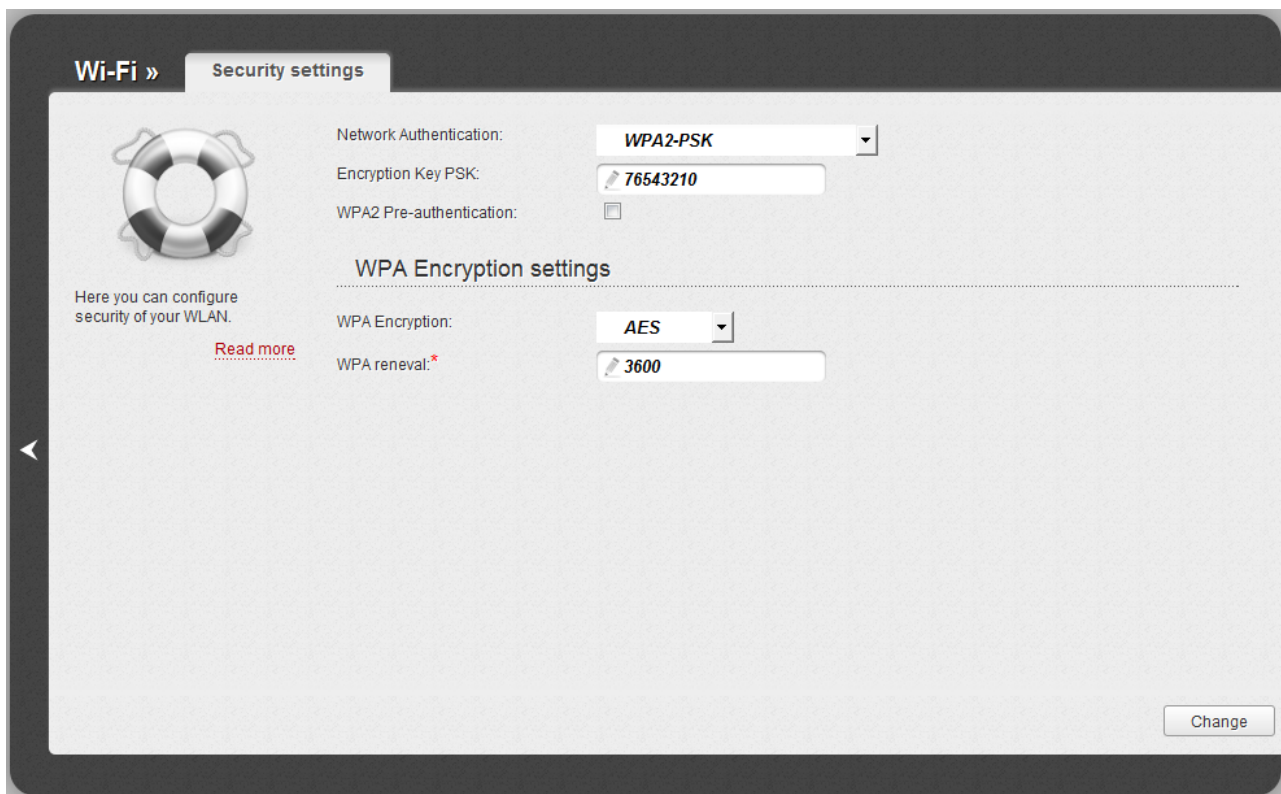 Wi-Fi » Security settings
Network Authentication: WPA2-PSK
Encryption Key PSK: 76543210
WPA2 Pre-authentication:
WPA Encryption settings
Here you can configure
security of your WLAN.
Read more
WPA Encryption: AES
WPA reneval:* 3600
Change